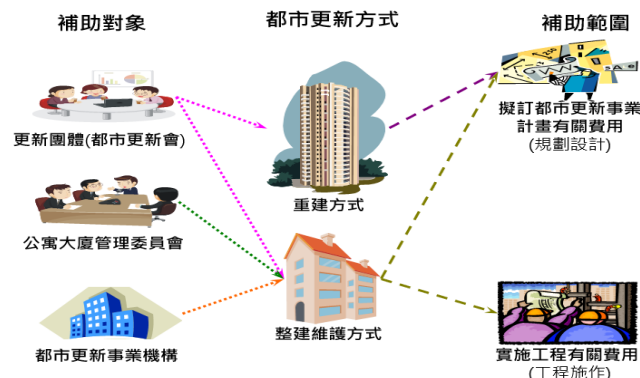 補助對象
都市更新方式
補助範圍
更新團體(都市更新會)
重建方式
擬訂都市更新事業
計畫有關費用
(規劃設計)
公寓大廈管理委員會
整建維護方式
都市更新事業機構
實施工程有關費用
(工程施作)